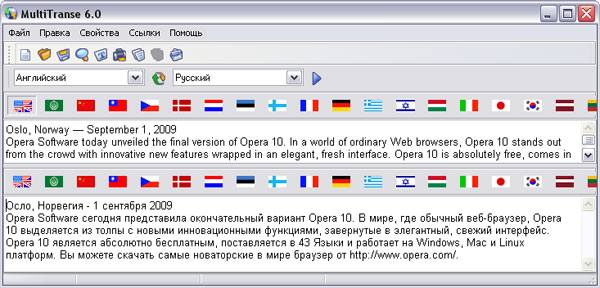 MultiTranse 6.0
Файл Правка Свойства Ссылки Помощь
Английский Русский
Oslo, Norway — September 1, 2009
Opera Software today unveiled the final version of Opera 10. In a world of ordinary Web browsers, Opera 10 stands out
from the crowd with innovative new features wrapped in an elegant, fresh interface. Opera 10 is absolutely free, comes in
Осло, Норвегия - 1 сентября 2009
Opera Software сегодня представила окончательный вариант Opera 10. В мире, где обычный веб-браузер, Opera
10 выделяется из толпы с новыми инновационными функциями, завернутые в элегантный, свежий интерфейс.
Opera 10 является абсолютно бесплатным, поставляется в 43 Языки и работает на Windows, Mac и Linux
платформ. Вы можете скачать самые новаторские в мире браузер от http://www.opera.com/.